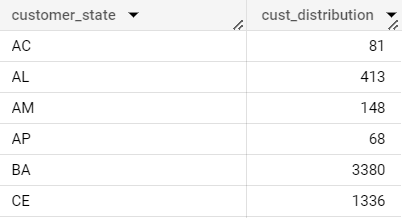 customer_state cust_distribution
AC 81
AL 413
AM 148
AP 68
BA 3380
CE 1336